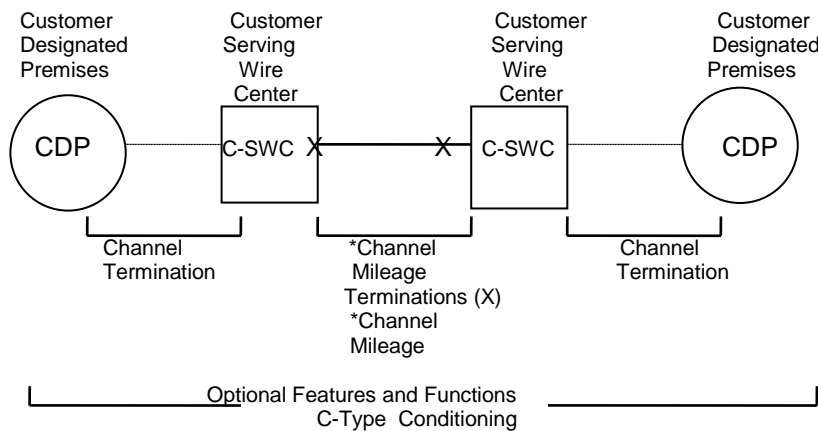 Customer
Designated
Premises
Customer
Serving
Wire
Center
Customer
Serving
Wire
Center
Customer
Designated
Premises
CDP
C-SWC
X
X
C-SWC
CDP
Channel
Termination
*Channel
Mileage
Terminations (X)
*Channel
Mileage
Channel
Termination
Optional Features and Functions
C-Type Conditioning